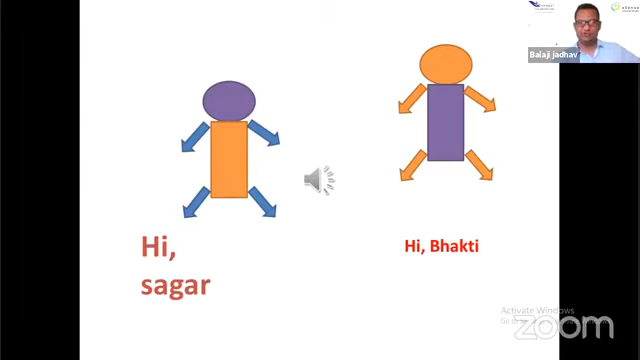 Balaji jadhav
Hi,
sagar
Hi, Bhakti
Activate Windows
zoom